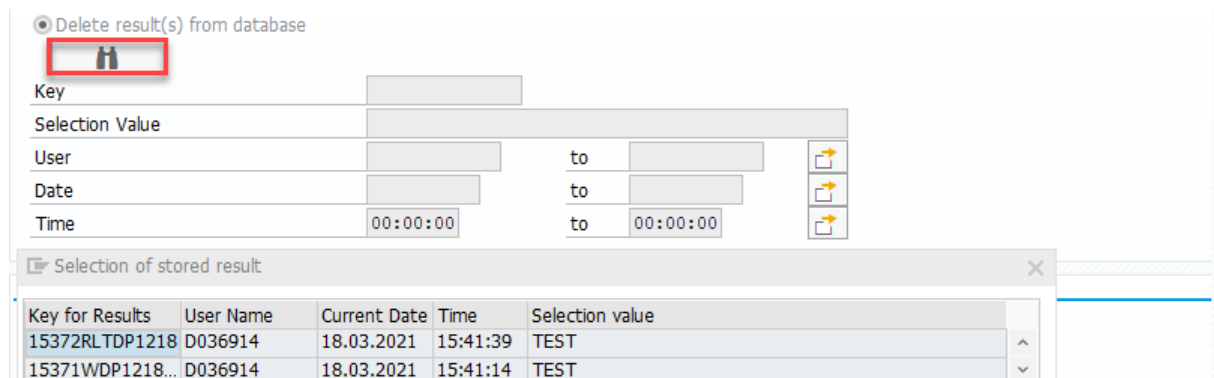 Delete result(s) from database
Key
Selection Value
User to
Date to
Time 00:00:00 to 00:00:00
Selection of stored result
Key for Results User Name Current Date Time Selection value
15372RLTDP1218 D036914 18.03.2021 15:41:39 TEST
15371WDP1218... D036914 18.03.2021 15:41:14 TEST